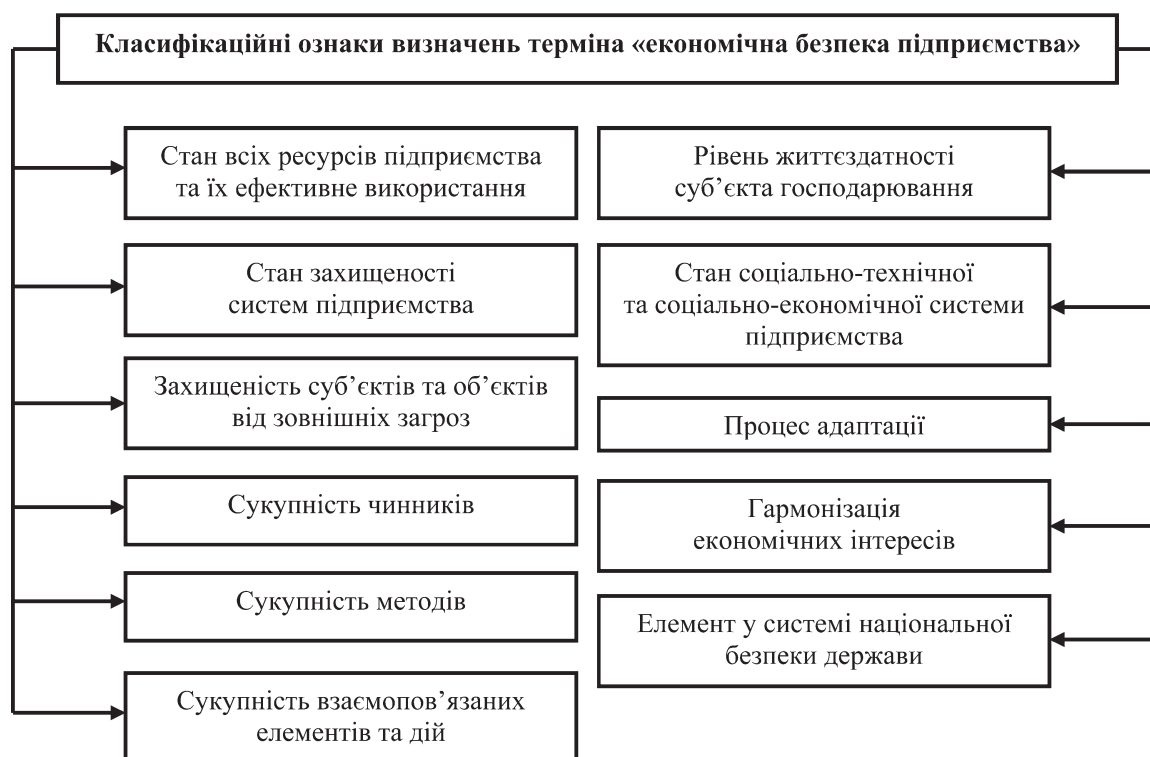 Класифікаційні ознаки визначень терміна «економічна безпека підприємства»
Стан всіх ресурсів підприємства
та їх ефективне використання
Стан захищеності
систем підприємства
Захищеність суб’єктів та об’єктів
від зовнішніх загроз
Сукупність чинників
Сукупність методів
Сукупність взаємопов’язаних
елементів та дій
Рівень життєздатності
суб’єкта господарювання
Стан соціально-технічної
та соціально-економічної системи
підприємства
Процес адаптації
Гармонізація
економічних інтересів
Елемент у системі національної
безпеки держави